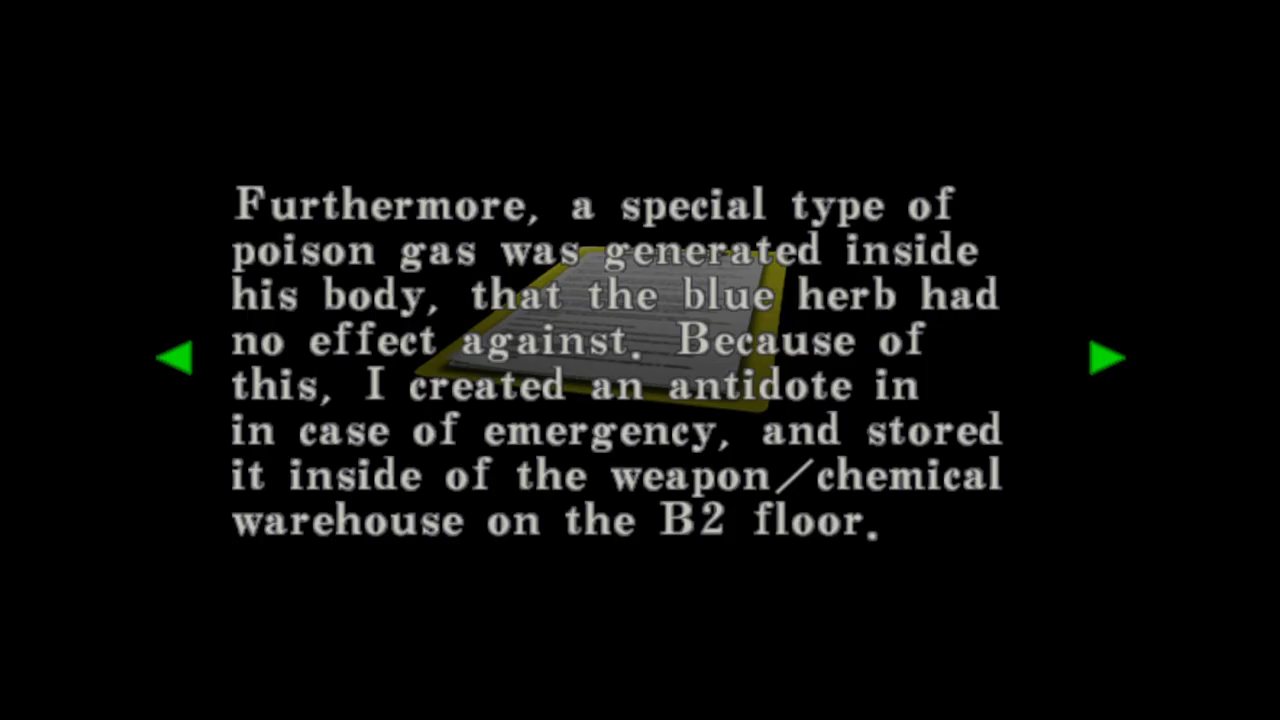 Furthermore, a special type of
poison gas was generated inside
his body, that the blue herb had
no effect against. Because of
this, I created an antidote in
in case of emergency, and stored
it inside of the weapon/chemical
warehouse on the B2 floor.